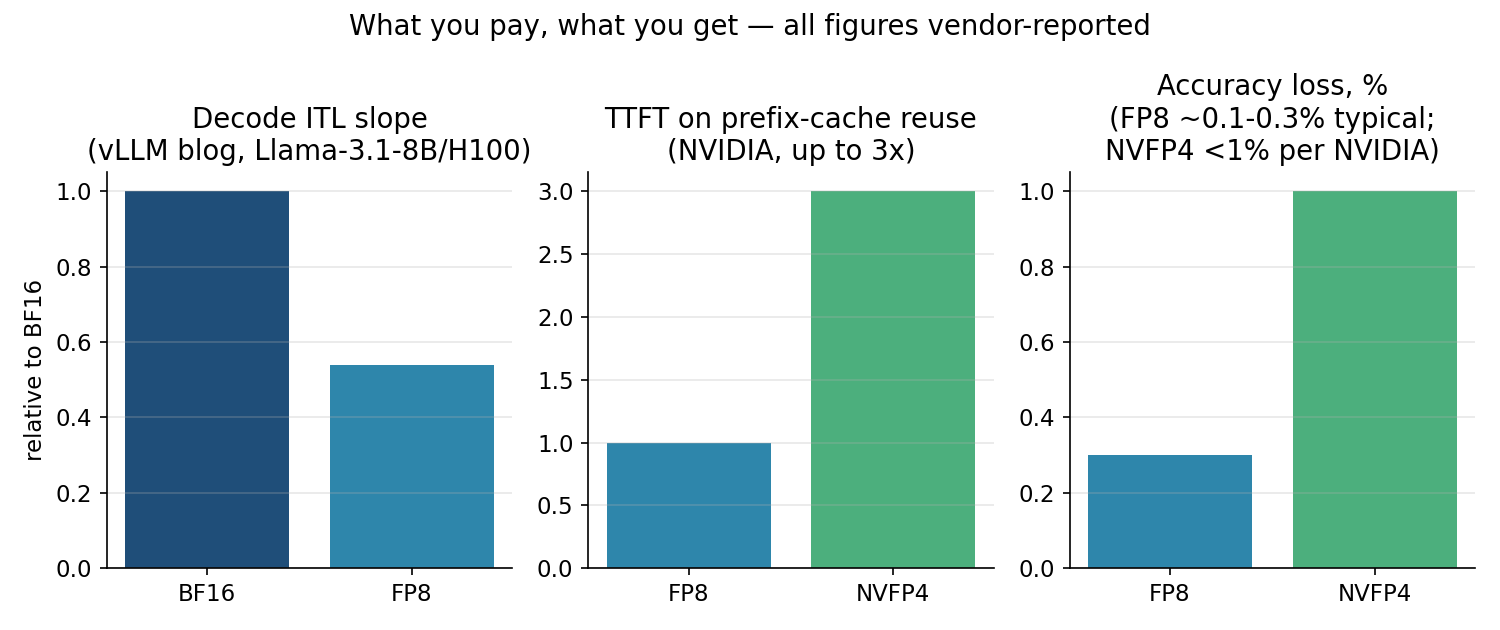 What you pay, what you get — all figures vendor-reported
Decode ITL slope
(vLLM blog, Llama-3.1-8B/H100)
relative to BF16
1.0
0.8
0.6
0.4
0.2
0.0
BF16
FP8
TTFT on prefix-cache reuse
(NVIDIA, up to 3x)
3.0
2.5
2.0
1.5
1.0
0.5
0.0
FP8
NVFP4
Accuracy loss, %
(FP8 ~0.1-0.3% typical;
NVFP4 <1% per NVIDIA)
1.0
0.8
0.6
0.4
0.2
0.0
FP8
NVFP4